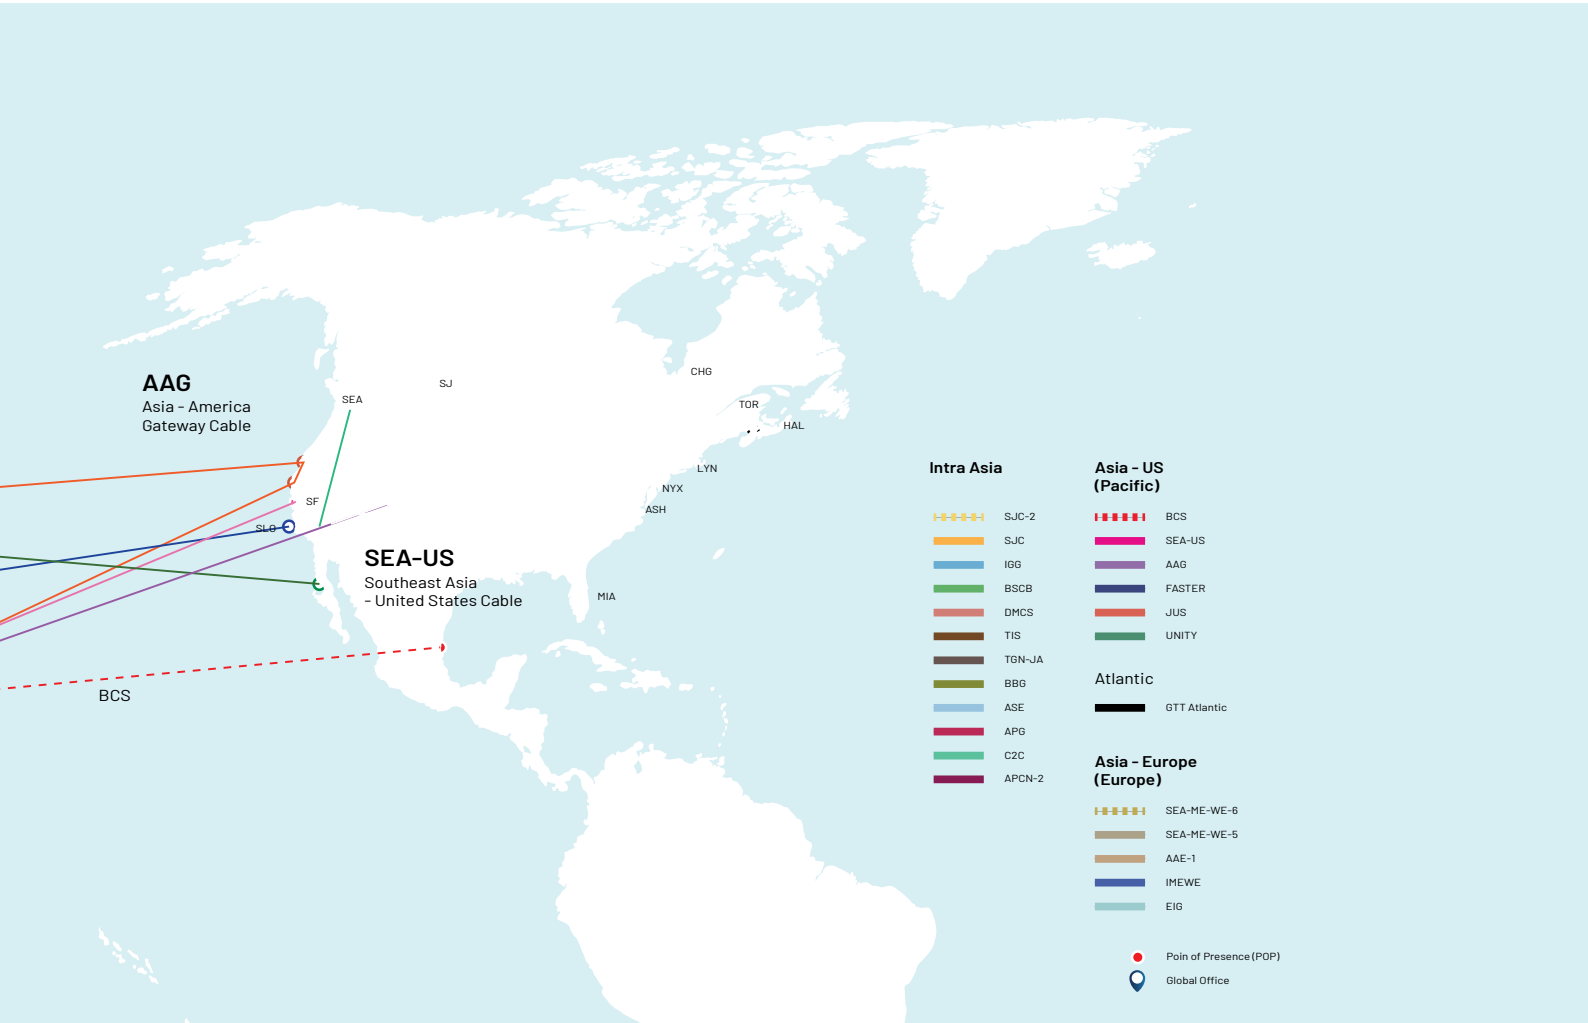 AAG
Asia - America
Gateway Cable
SJ
SEA
CHG
TOR
HAL
LYN
NYX
ASH
SF
SLO
SEA-US
Southeast Asia
- United States Cable
MIA
BCS
Intra Asia
SJC-2
SJC
IGG
BSCB
DMCS
TIS
TGN-JA
BBG
ASE
APG
C2C
APCN-2
Asia - US
(Pacific)
BCS
SEA-US
AAG
FASTER
JUS
UNITY
Atlantic
GTT Atlantic
Asia - Europe
(Europe)
SEA-ME-WE-6
SEA-ME-WE-5
AAE-1
IMEWE
EIG
Poin of Presence (POP)
Global Office